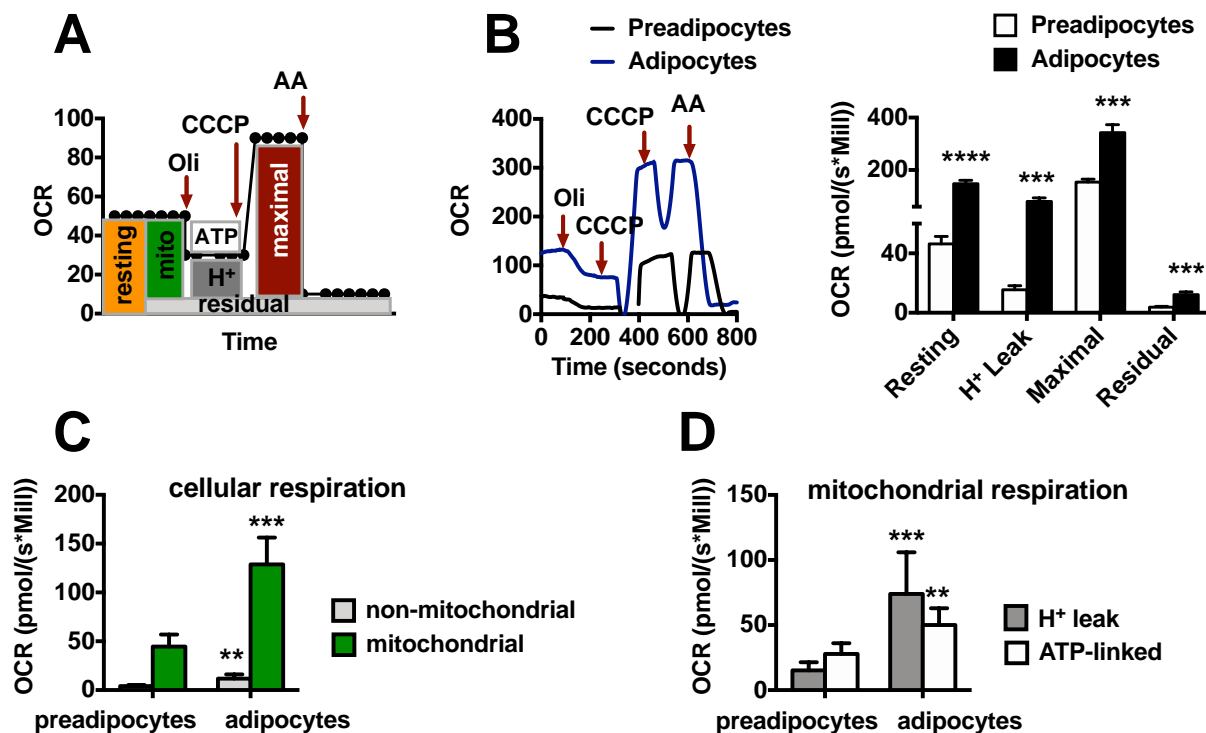 A
AA
CCCP
Oli
OCR
100
80
60
40
20
0
resting
mito
ATP
H+
maximal
residual
Time
B
Preadipocytes
Adipocytes
AA
CCCP
Oli
CCCP
OCR
400
300
200
100
0
0 200 400 600 800
Time (seconds)
Preadipocytes
Adipocytes
OCR (pmol/(s*Mill))
400
200
40
0
****
***
***
***
Resting
H+ Leak
Maximal
Residual
C
cellular respiration
OCR (pmol/(s*Mill))
200
150
100
50
0
**
***
preadipocytes adipocytes
non-mitochondrial
mitochondrial
D
mitochondrial respiration
OCR (pmol/(s*Mill))
150
100
50
0
***
**
preadipocytes adipocytes
H+ leak
ATP-linked